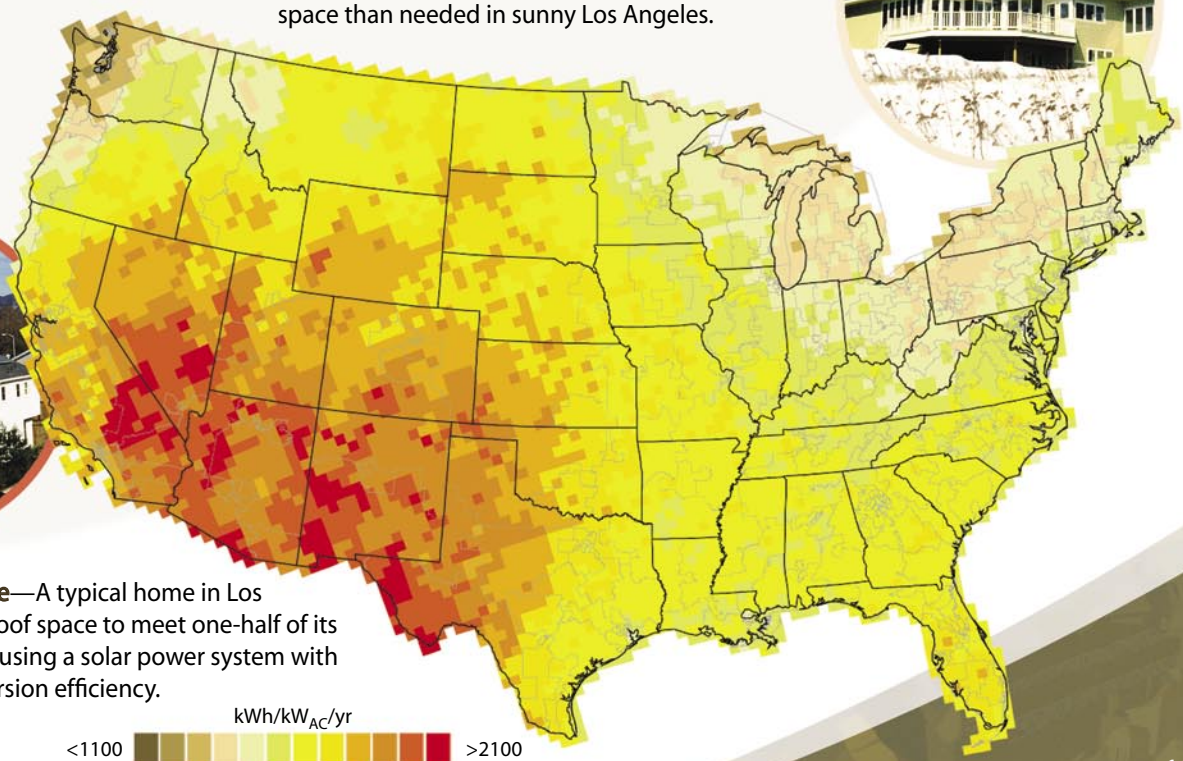 space than needed in sunny Los Angeles.
e—A typical home in Los
oof space to meet one-half of its
using a solar power system with
rsion efficiency.
kWh/kWAC/yr
<1100 >2100